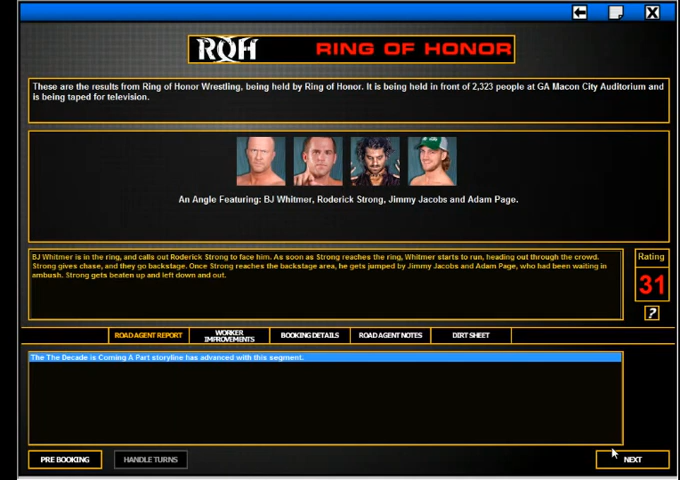 ROH RING OF HONOR
These are the results from Ring of Honor Wrestling, being held by Ring of Honor. It is being held in front of 2,323 people at GA Macon City Auditorium and
is being taped for television.
An Angle Featuring: BJ Whitmer, Roderick Strong, Jimmy Jacobs and Adam Page.
BJ Whitmer is in the ring, and calls out Roderick Strong to face him. As soon as Strong reaches the ring, Whitmer starts to run, heading out through the crowd.
Strong gives chase, and they go backstage. Once Strong reaches the backstage area, he gets jumped by Jimmy Jacobs and Adam Page, who had been waiting in
ambush. Strong gets beaten up and left down and out.
Rating
31
?
ROAD AGENT REPORT
WORKER
IMPROVEMENTS
BOOKING DETAILS
ROAD AGENT NOTES
DIRT SHEET
The The Decade is Coming A Part storyline has advanced with this segment.
PRE BOOKING
HANDLE TURNS
NEXT